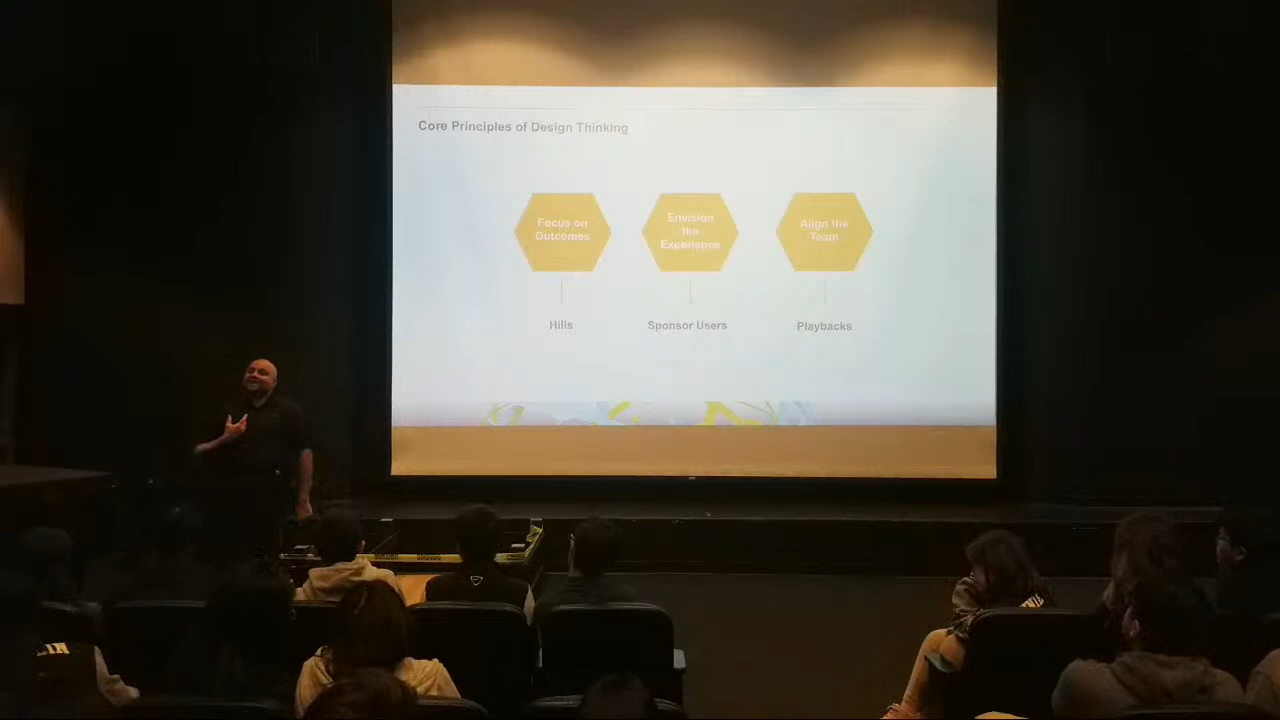 Core Principles of Design Thinking
Focus on
Outcomes
Envision
the
Experience
Align the
Team
Hills
Sponsor Users
Playbacks